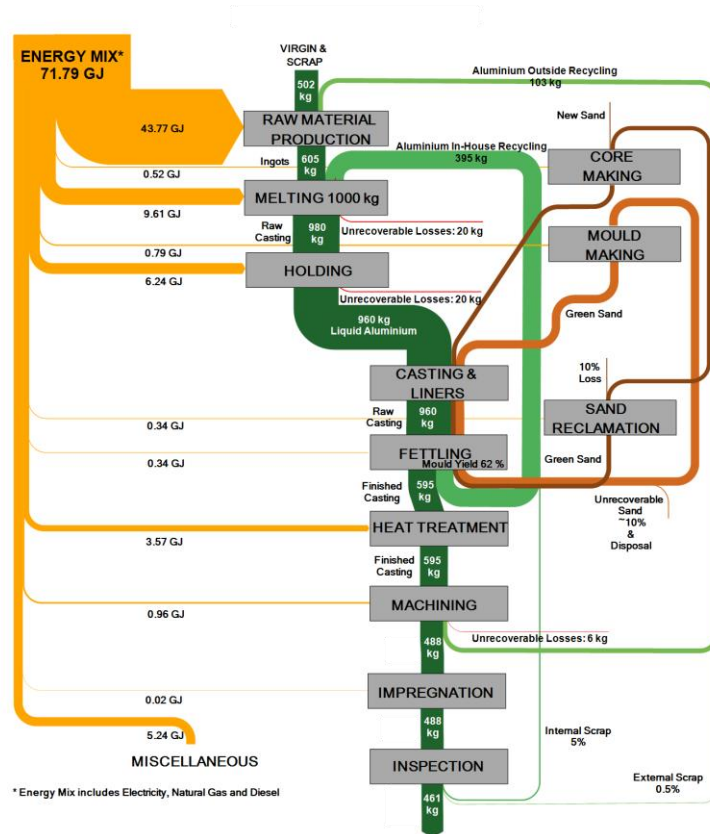 ENERGY MIX*
71.79 GJ
VIRGIN &
SCRAP
502
kg
Aluminium Outside Recycling
103 kg
43.77 GJ
RAW MATERIAL
PRODUCTION
New Sand
Ingots
605
kg
Aluminium In-House Recycling
395 kg
CORE
MAKING
0.52 GJ
MELTING 1000 kg
9.61 GJ
Raw
Casting
980
kg
Unrecoverable Losses: 20 kg
MOULD
MAKING
0.79 GJ
HOLDING
6.24 GJ
Unrecoverable Losses: 20 kg
Green Sand
960 kg
Liquid Aluminium
10%
Loss
CASTING &
LINERS
SAND
RECLAMATION
0.34 GJ
Raw
Casting
960
kg
0.34 GJ
FETTLING
Mould Yield 62 %
Green Sand
Finished
Casting
595
kg
Unrecoverable
Sand
~10%
&
Disposal
HEAT TREATMENT
3.57 GJ
Finished
Casting
595
kg
MACHINING
0.96 GJ
Unrecoverable Losses: 6 kg
488
kg
IMPREGNATION
0.02 GJ
5.24 GJ
488
kg
Internal Scrap
5%
MISCELLANEOUS
INSPECTION
External Scrap
0.5%
* Energy Mix includes Electricity, Natural Gas and Diesel
461
kg